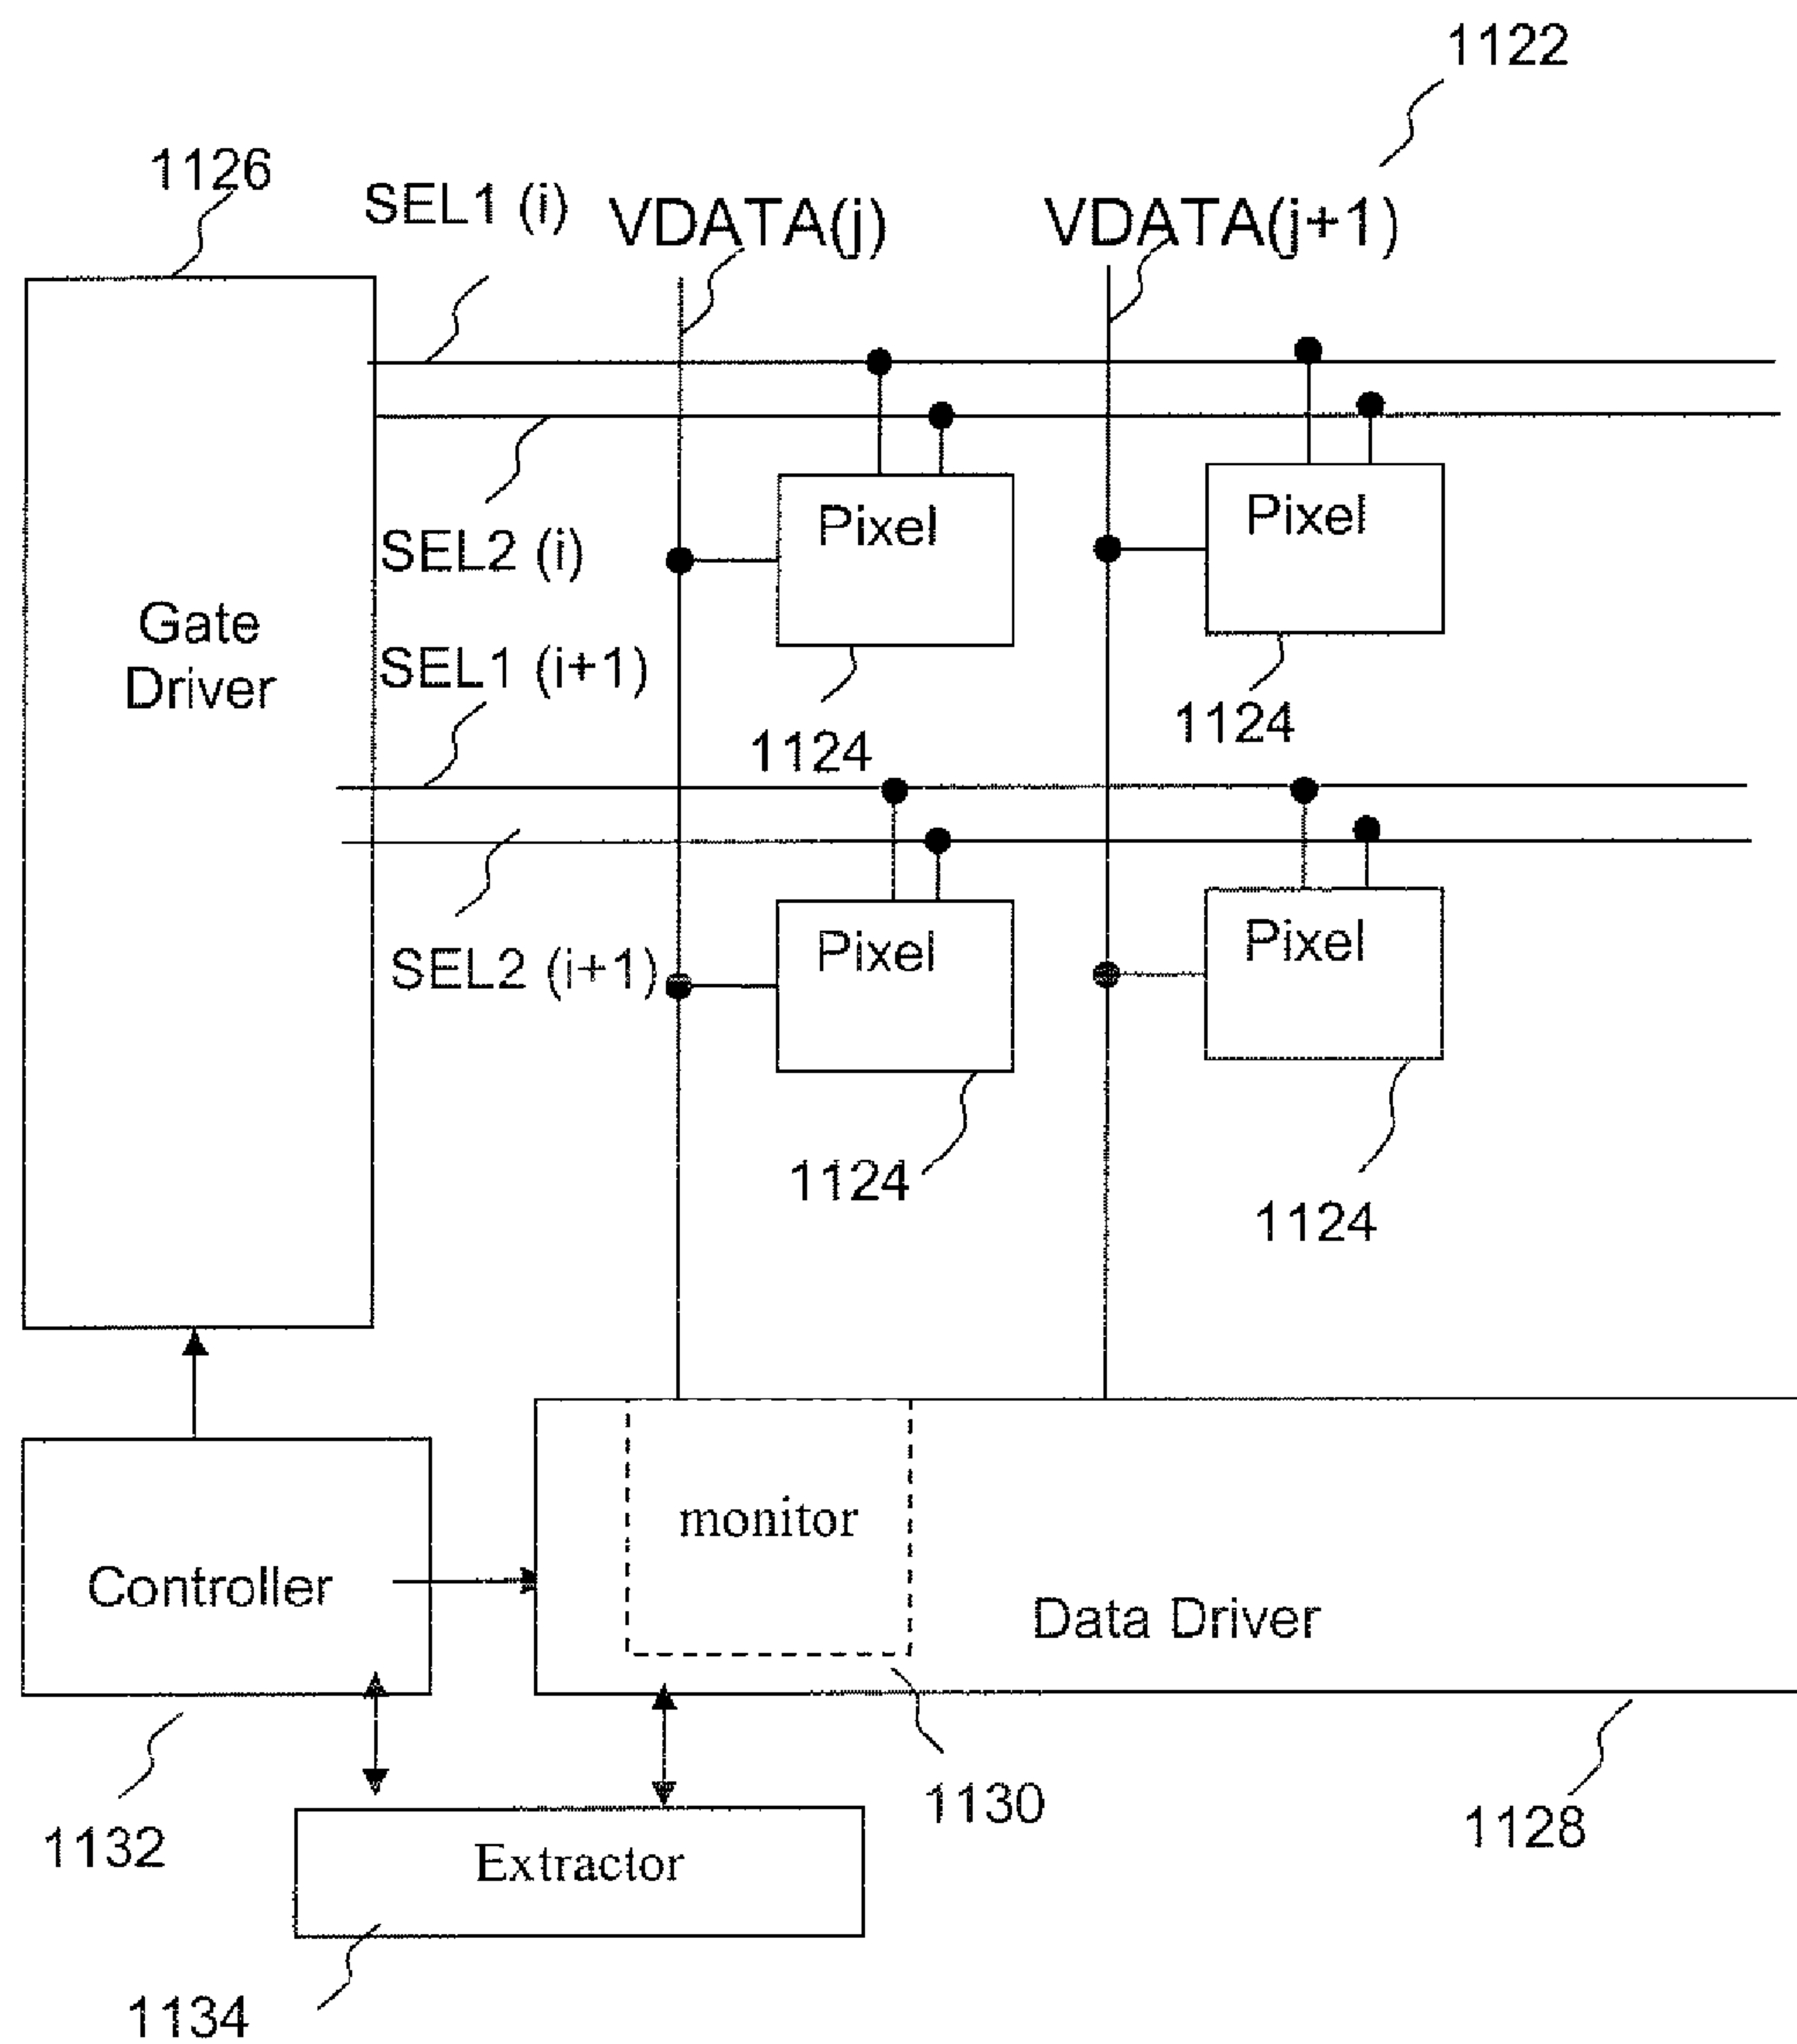 1122
1126
SEL1 (i)
VDATA(j)
VDATA(j+1)
Pixel
Pixel
SEL2 (i)
Gate
Driver
SEL1 (i+1)
1124
1124
Pixel
Pixel
SEL2 (i+1)
1124
1124
monitor
Controller
Data Driver
1130
1128
1132
Extractor
1134